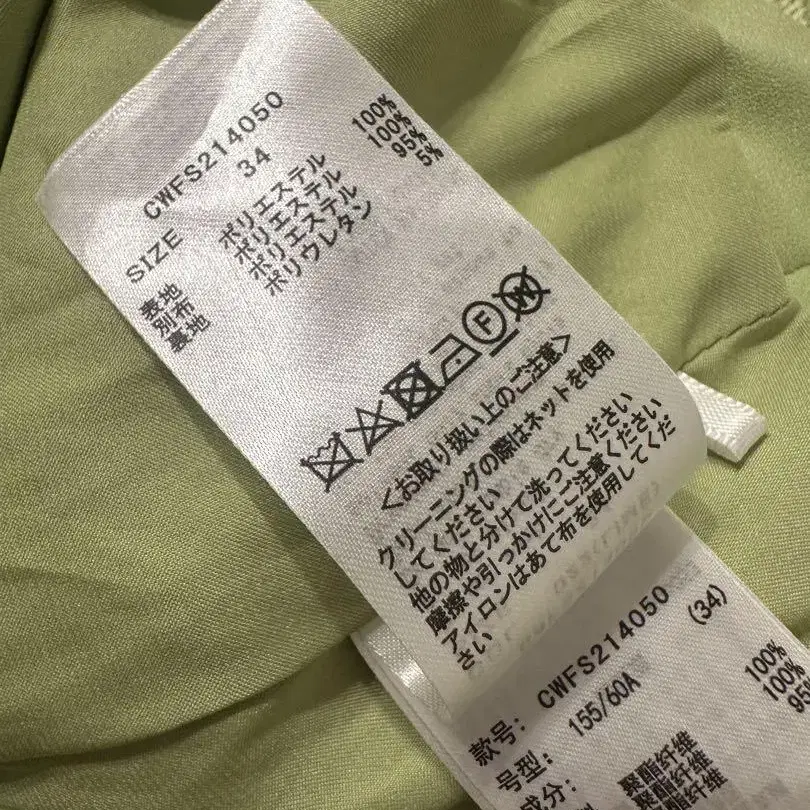 CWFS214050
SIZE 34
表地 ポリエステル 100%
別布 ポリエステル 100%
裏地 ポリエステル 95%
ポリウレタン 5%
F
W
<お取り扱い上のご注意>
クリーニングの際はネットを使用
してください
他の物と分けて洗ってください
摩擦や引っかけにご注意ください
アイロンはあて布を使用してくだ
さい
款号: CWFS214050 (34)
号型: 155/60A
成分: 聚酯纤维 100%
聚酯纤维 100%
95%